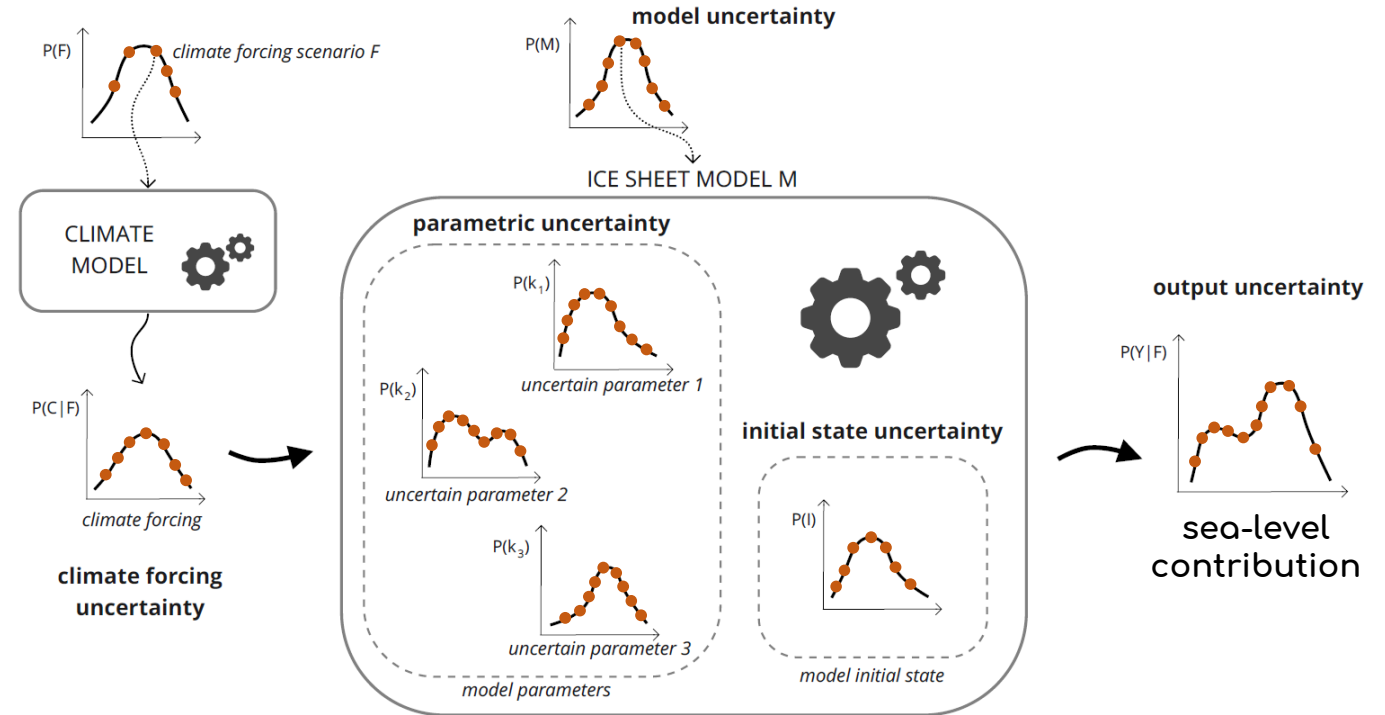 model uncertainty
P(F)
climate forcing scenario F
P(M)
ICE SHEET MODEL M
CLIMATE
MODEL
parametric uncertainty
P(k₁)
uncertain parameter 1
P(k₂)
uncertain parameter 2
P(k₃)
uncertain parameter 3
model parameters
initial state uncertainty
P(I)
model initial state
P(C|F)
climate forcing
climate forcing
uncertainty
output uncertainty
P(Y|F)
sea-level
contribution